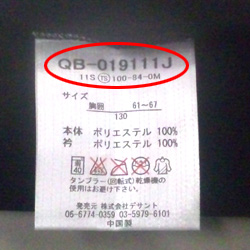 QB-019111J
11S 75 100-84-0M
サイズ
胸囲 61~67
130
本体 ポリエステル 100%
衿 ポリエステル 100%
40
タンブラー(回転式)乾燥機の
使用はお避け下さい。
発売元 株式会社デサント
06-6774-0359 03-5979-6101
中国製